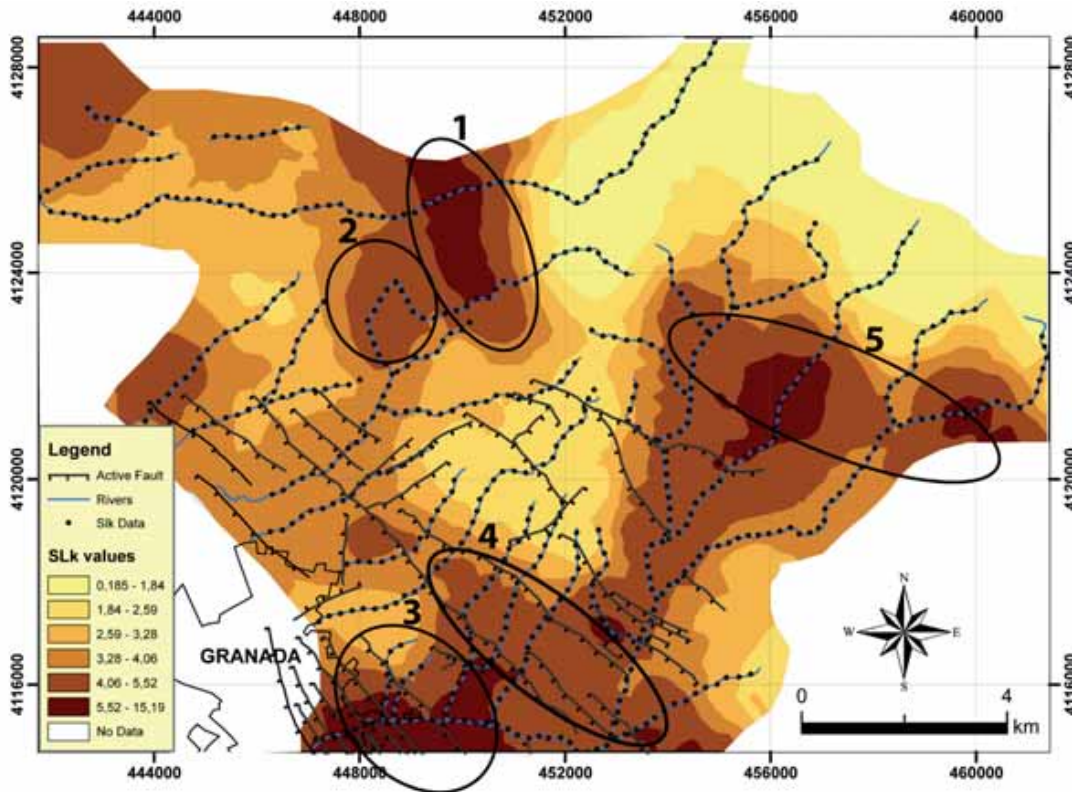 444000 448000 452000 456000 460000
4128000 4128000
1
2
4124000 4124000
5
Legend
Active Fault
Rivers
Slk Data
4120000 4120000
SLk values
0,185 - 1,84
1,84 - 2,59
2,59 - 3,28
3,28 - 4,06
4,06 - 5,52
5,52 - 15,19
No Data
4
3
GRANADA
N
W E
S
4116000 4116000
0 4
km
444000 448000 452000 456000 460000